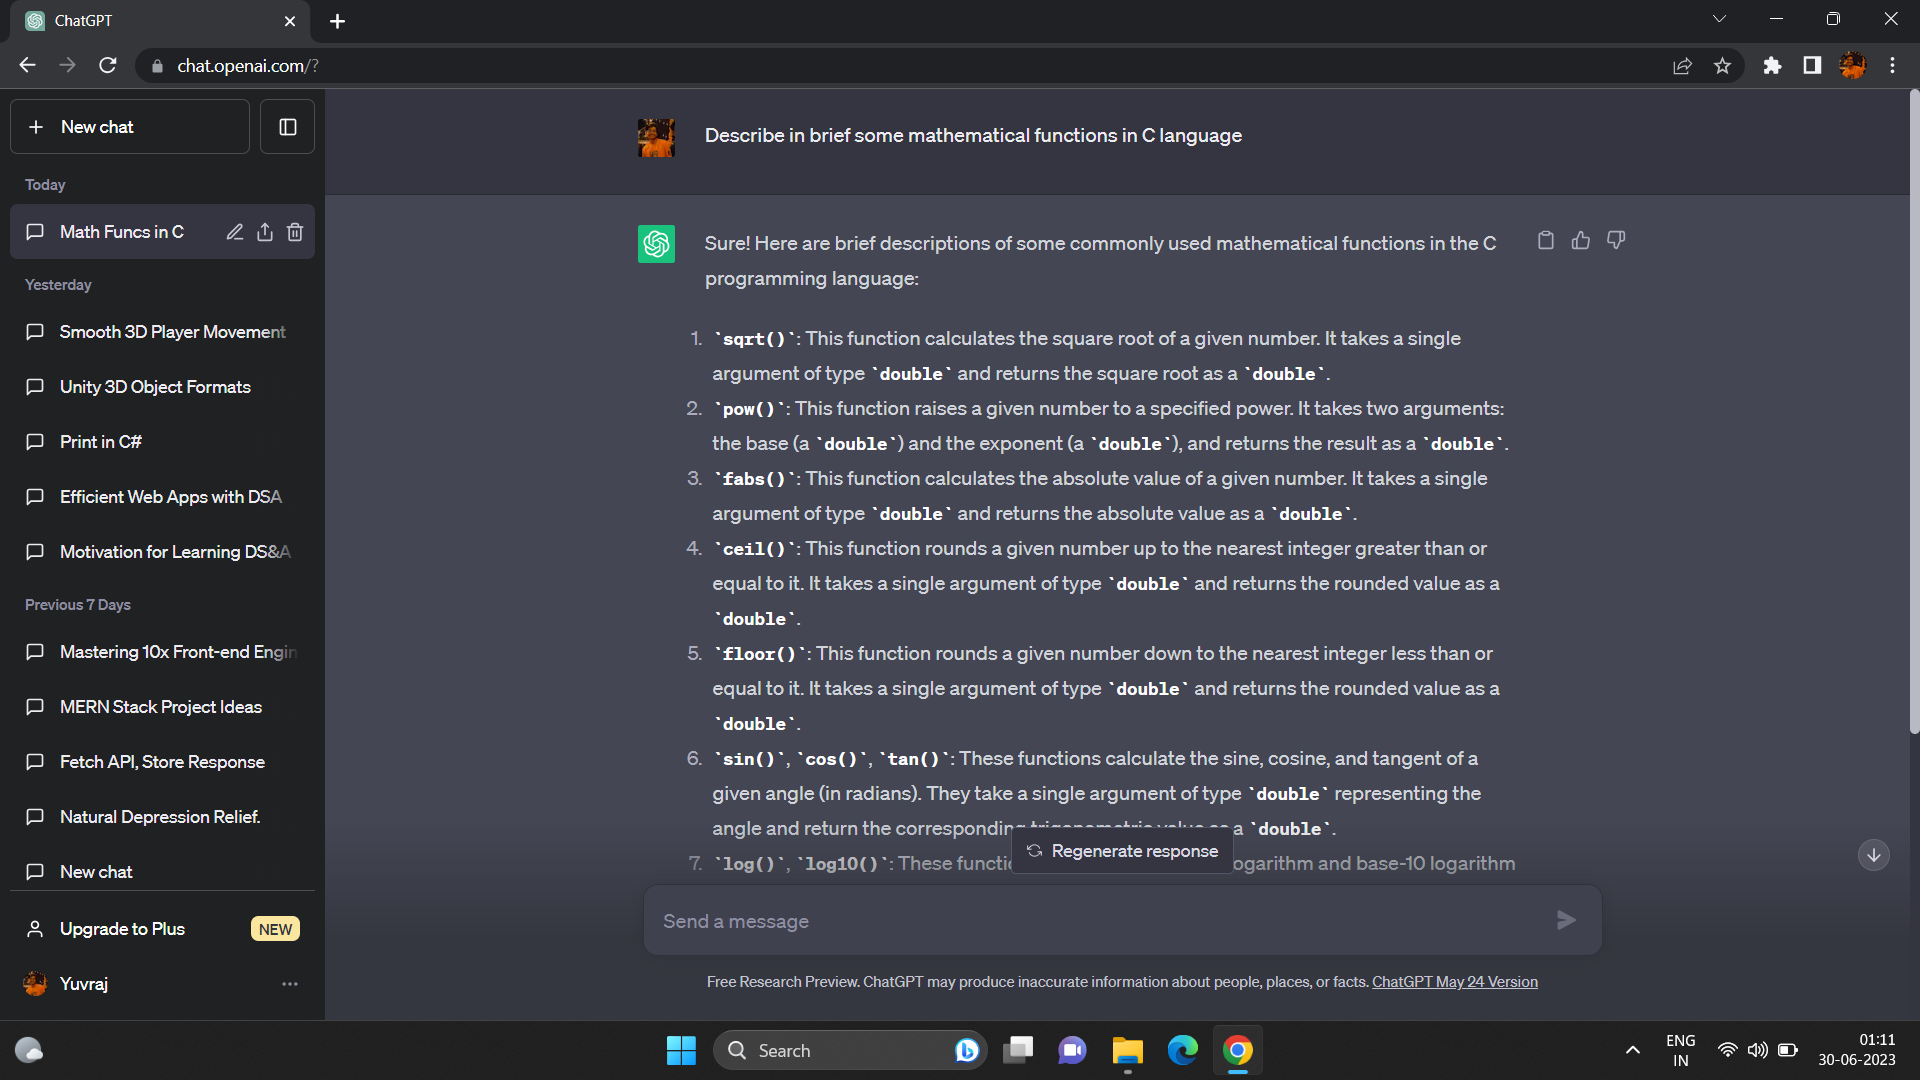 ChatGPT
chat.openai.com/?
New chat
Today
Math Funcs in C
Yesterday
Smooth 3D Player Movement
Unity 3D Object Formats
Print in C#
Efficient Web Apps with DSA
Motivation for Learning DS&A
Previous 7 Days
Mastering 10x Front-end Engin
MERN Stack Project Ideas
Fetch API, Store Response
Natural Depression Relief.
New chat
Upgrade to Plus NEW
Yuvraj
Describe in brief some mathematical functions in C language
Sure! Here are brief descriptions of some commonly used mathematical functions in the C
programming language:
1. `sqrt()`: This function calculates the square root of a given number. It takes a single
argument of type `double` and returns the square root as a `double`.
2. `pow()`: This function raises a given number to a specified power. It takes two arguments:
the base (a `double`) and the exponent (a `double`), and returns the result as a `double`.
3. `fabs()`: This function calculates the absolute value of a given number. It takes a single
argument of type `double` and returns the absolute value as a `double`.
4. `ceil()`: This function rounds a given number up to the nearest integer greater than or
equal to it. It takes a single argument of type `double` and returns the rounded value as a
`double`.
5. `floor()`: This function rounds a given number down to the nearest integer less than or
equal to it. It takes a single argument of type `double` and returns the rounded value as a
`double`.
6. `sin()`, `cos()`, `tan()`: These functions calculate the sine, cosine, and tangent of a
given angle (in radians). They take a single argument of type `double` representing the
angle and return the corresponding trigonometric value as a `double`.
7. `log()`, `log10()`: These functi ogarithm and base-10 logarithm
Regenerate response
Send a message
Free Research Preview. ChatGPT may produce inaccurate information about people, places, or facts. ChatGPT May 24 Version
Search
ENG
IN
01:11
30-06-2023